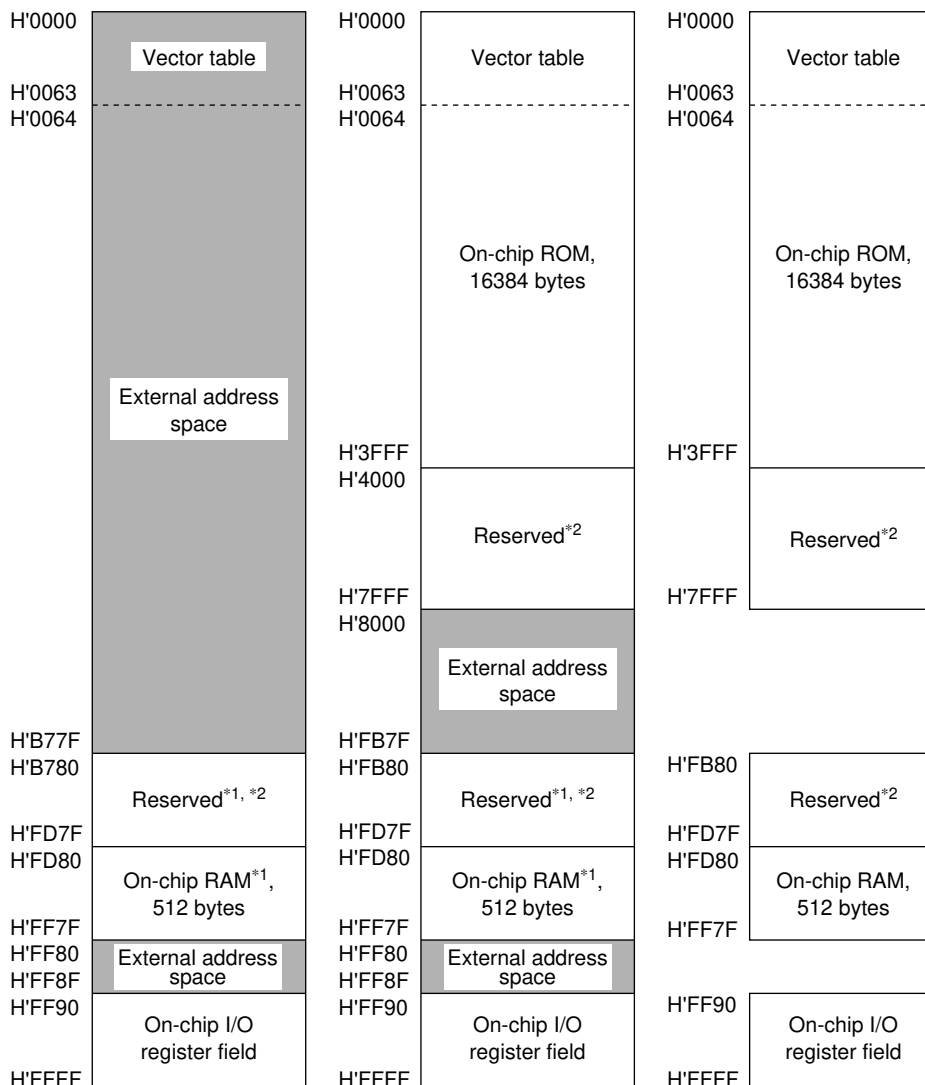 H'0000
Vector table
H'0063
H'0064
External address
space
H'B77F
H'B780
Reserved*1, *2
H'FD7F
H'FD80
On-chip RAM*1,
512 bytes
H'FF7F
H'FF80
External address
space
H'FF8F
H'FF90
On-chip I/O
register field
H'FFFF
H'0000
Vector table
H'0063
H'0064
On-chip ROM,
16384 bytes
H'3FFF
H'4000
Reserved*2
H'7FFF
H'8000
External address
space
H'FB7F
H'FB80
Reserved*1, *2
H'FD7F
H'FD80
On-chip RAM*1,
512 bytes
H'FF7F
H'FF80
External address
space
H'FF8F
H'FF90
On-chip I/O
register field
H'FFFF
H'0000
Vector table
H'0063
H'0064
On-chip ROM,
16384 bytes
H'3FFF
Reserved*2
H'7FFF
H'FB80
Reserved*2
H'FD7F
H'FD80
On-chip RAM,
512 bytes
H'FF7F
H'FF90
On-chip I/O
register field
H'FFFF